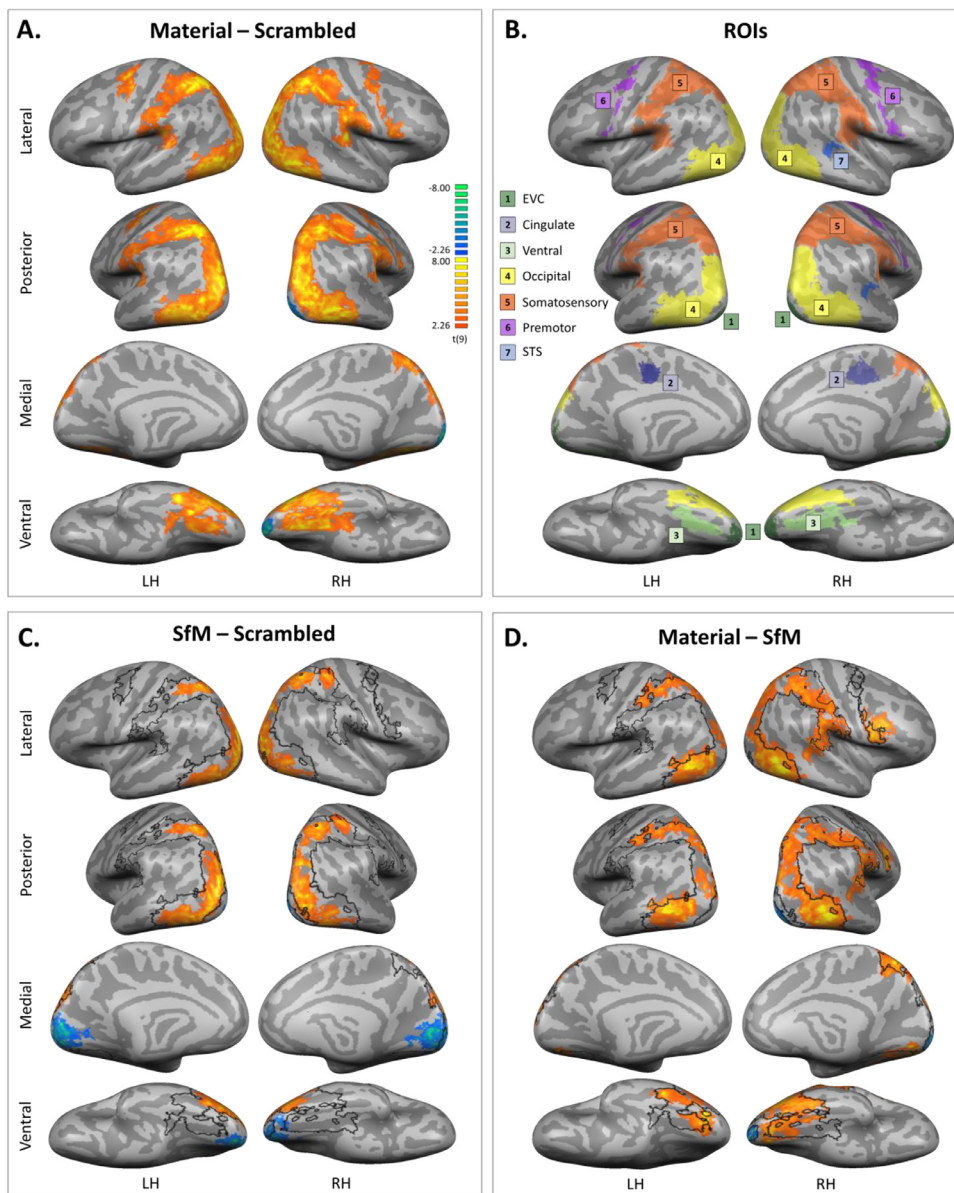 A.
Material – Scrambled
Lateral
Posterior
Medial
Ventral
-8.00
-2.26
8.00
2.26
t(9)
LH
RH
B.
ROIs
6
5
4
5
6
4
7
1 EVC
2 Cingulate
3 Ventral
4 Occipital
5 Somatosensory
6 Premotor
7 STS
5
4
1
5
4
1
2
2
3
1
3
LH
RH
C.
SfM – Scrambled
Lateral
Posterior
Medial
Ventral
LH
RH
D.
Material – SfM
LH
RH